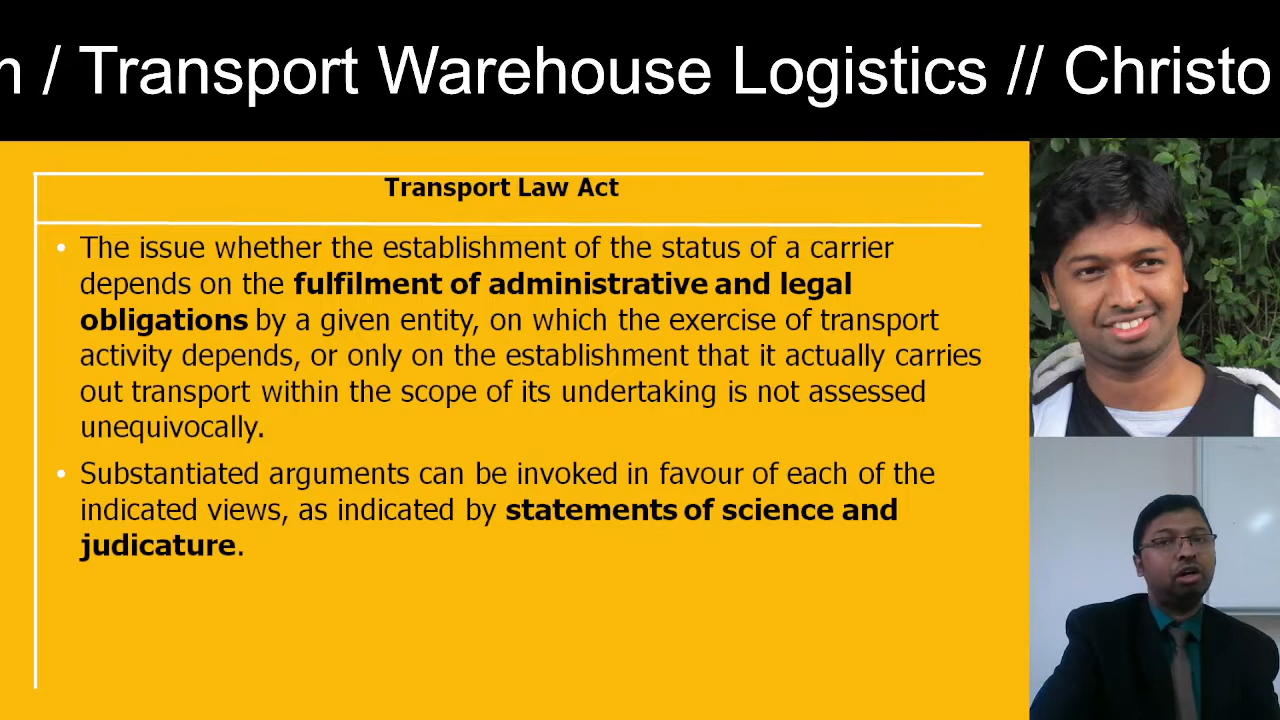 / Transport Warehouse Logistics // Christo
Transport Law Act
• The issue whether the establishment of the status of a carrier
depends on the fulfilment of administrative and legal
obligations by a given entity, on which the exercise of transport
activity depends, or only on the establishment that it actually carries
out transport within the scope of its undertaking is not assessed
unequivocally.
• Substantiated arguments can be invoked in favour of each of the
indicated views, as indicated by statements of science and
judicature.